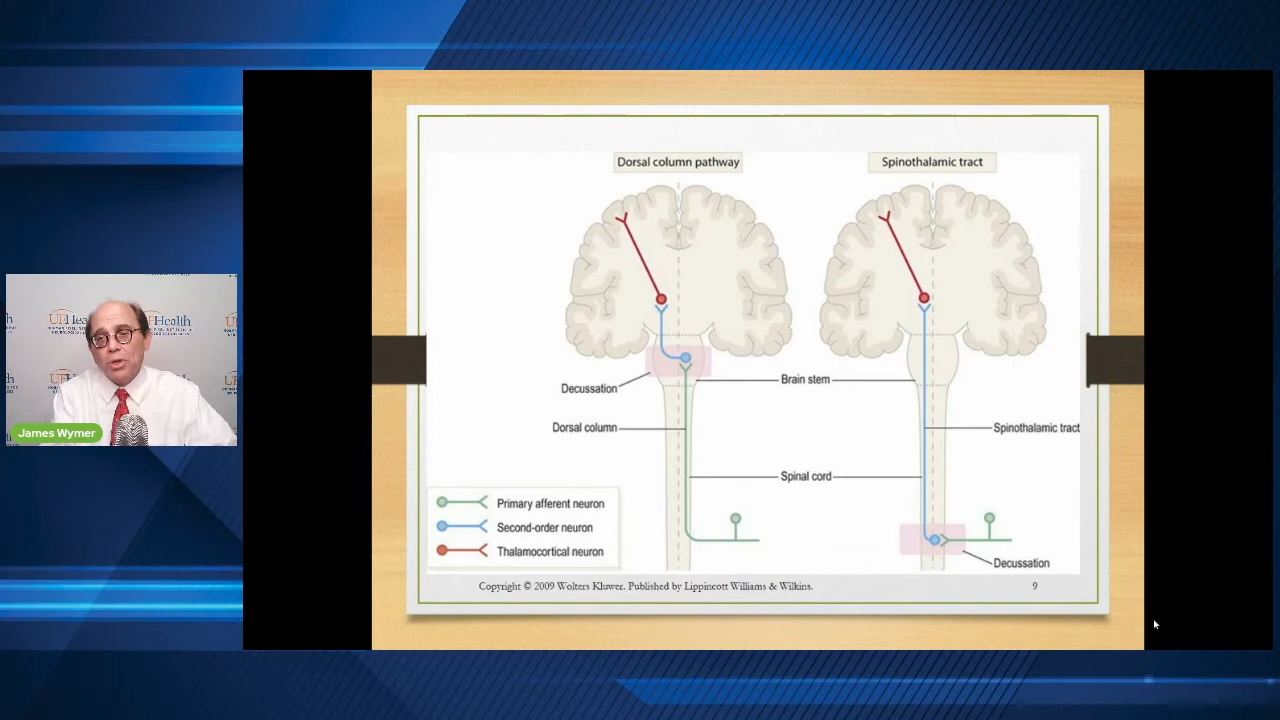 Dorsal column pathway
Spinothalamic tract
Decussation
Brain stem
Dorsal column
Spinothalamic tract
Spinal cord
Primary afferent neuron
Second-order neuron
Thalamocortical neuron
Decussation
Copyright © 2009 Wolters Kluwer. Published by Lippincott Williams & Wilkins.
9
UFHealth
James Wymer